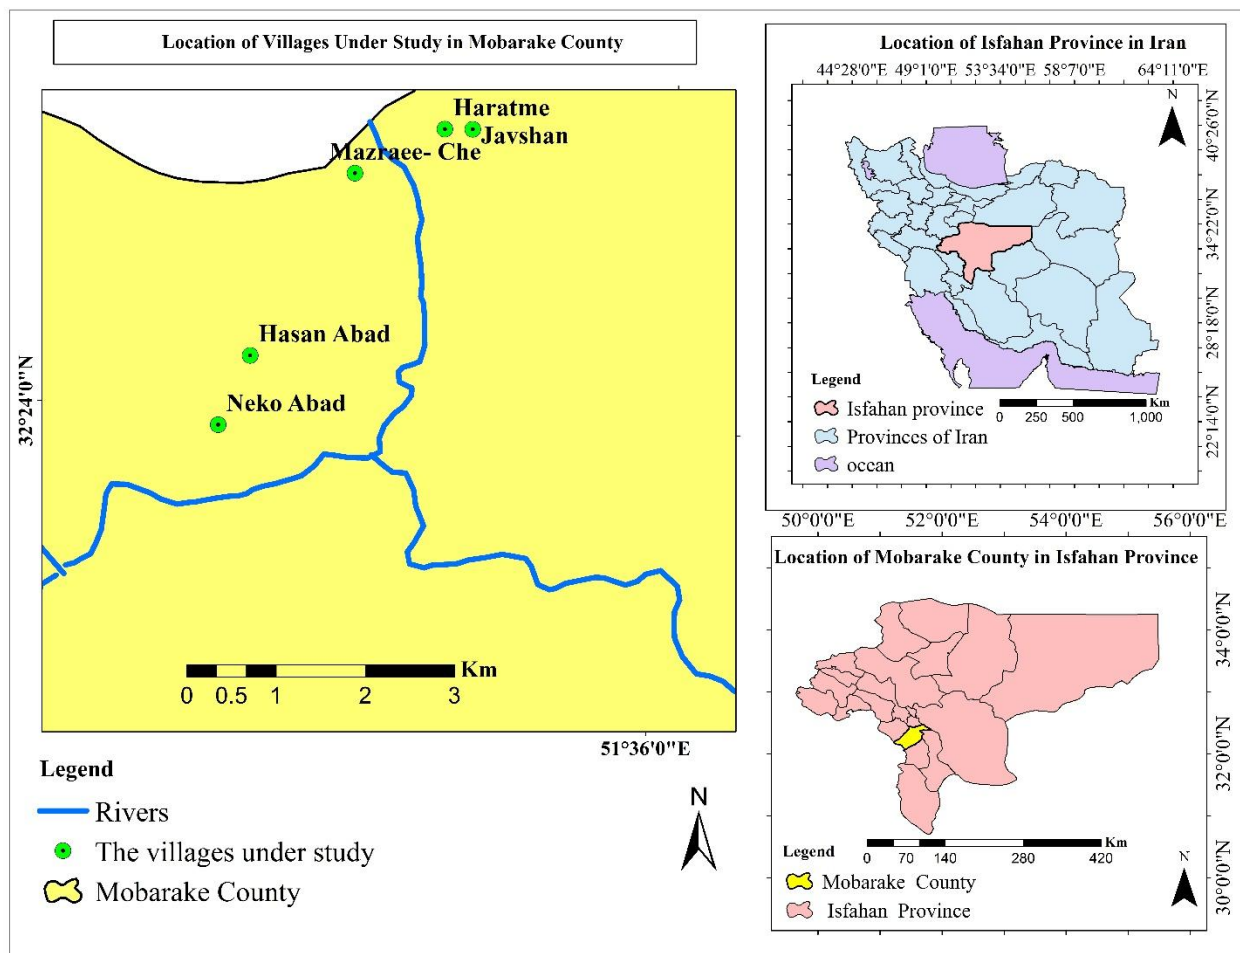 Location of Villages Under Study in Mobarake County
Haratme
Javshan
Mazraee- Che
Hasan Abad
Neko Abad
32°24'0"N
Km
0 0.5 1 2 3
51°36'0"E
Legend
Rivers
The villages under study
Mobarake County
N
Location of Isfahan Province in Iran
44°28'0"E 49°1'0"E 53°34'0"E 58°7'0"E 64°11'0"E
N
40°26'0"N
34°22'0"N
28°18'0"N
22°14'0"N
Legend
Isfahan province
Provinces of Iran
ocean
Km
0 250 500 1,000
50°0'0"E 52°0'0"E 54°0'0"E 56°0'0"E
Location of Mobarake County in Isfahan Province
34°0'0"N
32°0'0"N
30°0'0"N
Km
0 70 140 280 420
Legend
Mobarake County
Isfahan Province
N